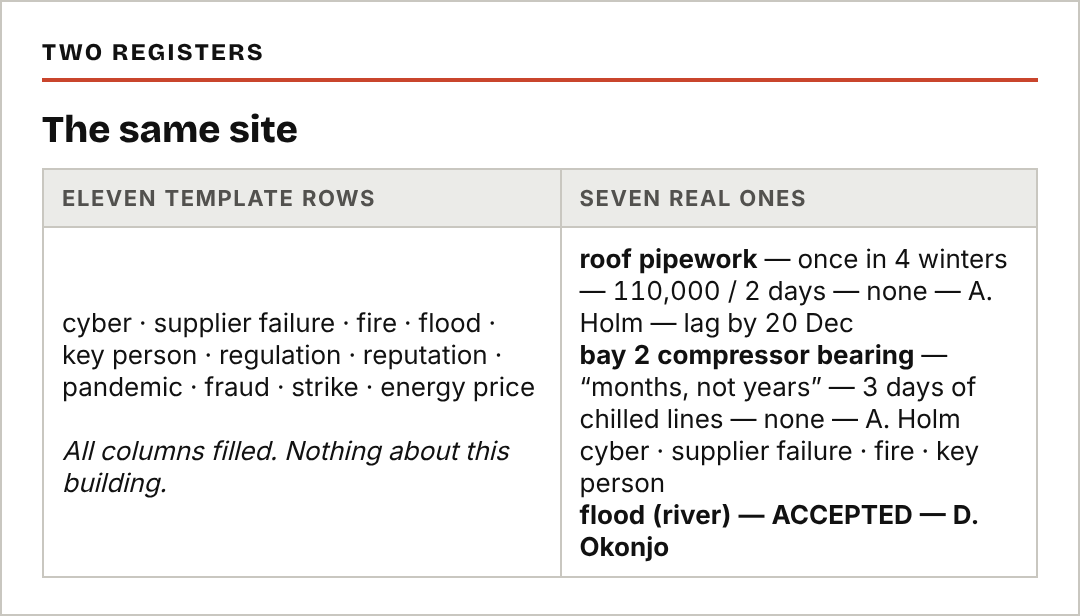 TWO REGISTERS
The same site
ELEVEN TEMPLATE ROWS
SEVEN REAL ONES
cyber · supplier failure · fire · flood ·
key person · regulation · reputation ·
pandemic · fraud · strike · energy price
All columns filled. Nothing about this
building.
roof pipework — once in 4 winters
— 110,000 / 2 days — none — A.
Holm — lag by 20 Dec
bay 2 compressor bearing —
“months, not years” — 3 days of
chilled lines — none — A. Holm
cyber · supplier failure · fire · key
person
flood (river) — ACCEPTED — D.
Okonjo